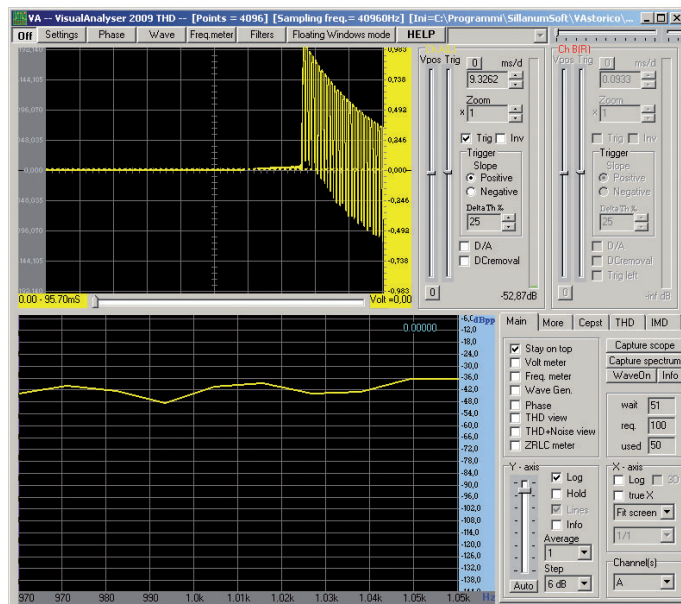 VA -- VisualAnalyser 2009 THD -- [Points = 4096] [Sampling freq.= 40960Hz] [Ini=C:\Programmi\SillanumSoft\VAstorico\...
Off Settings Phase Wave Freq.meter Filters Floating Windows mode HELP
Ch A(L) Ch B(R)
Vpos Trig 0 ms/d Vpos Trig 0 ms/d
9.3262 0.0933
Zoom Zoom
x 1 x 1
Trig Inv Trig Inv
Trigger Trigger
Slope Slope
Positive Positive
Negative Negative
Delta Th % Delta Th %
25 25
D/A D/A
DCremoval DCremoval
Trig left
0 -52,87dB 0 -inf dB
0,983
0,738
0,492
0,246
0,000
-0,246
-0,492
-0,738
-0,983
0.00 - 95.70mS Volt =0,00
0.00000
-6,0 dBpp
-12,0
-18,0
-24,0
-30,0
-36,0
-42,0
-48,0
-54,0
-60,0
-66,0
-72,0
-78,0
-84,0
-90,0
-96,0
-102,0
-108,0
-114,0
-120,0
-126,0
-132,0
-138,0
970 970 980 990 1.00k 1.01k 1.02k 1.03k 1.04k 1.05k 1.05k Hz
Main More Cepst THD IMD
Stay on top
Volt meter
Freq. meter
Wave Gen.
Phase
THD view
THD+Noise view
ZRLC meter
Capture scope
Capture spectrum
WaveOn Info
wait 51
req. 100
used 50
Y - axis
Log
Hold
Lines
Info
Average
1
Step
Auto 6 dB
X - axis
Log 3D
true X
Fit screen
1/1
Channel(s)
A